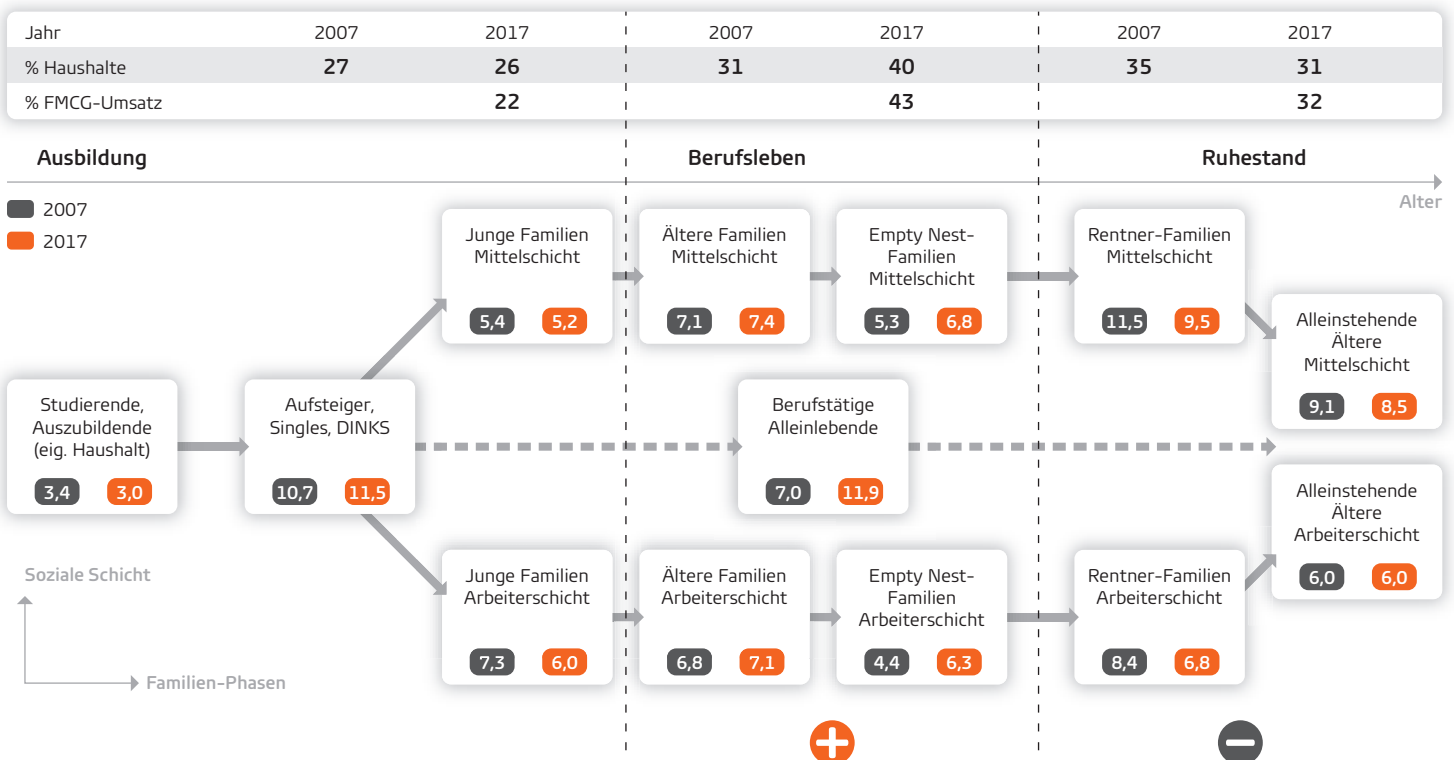 Jahr 2007 2017 2007 2017 2007 2017
% Haushalte 27 26 31 40 35 31
% FMCG-Umsatz 22 43 32
Ausbildung Berufsleben Ruhestand
Alter
2007
2017
Junge Familien
Mittelschicht
5,4 5,2
Ältere Familien
Mittelschicht
7,1 7,4
Empty Nest-
Familien
Mittelschicht
5,3 6,8
Rentner-Familien
Mittelschicht
11,5 9,5
Alleinstehende
Ältere
Mittelschicht
9,1 8,5
Studierende,
Auszubildende
(eig. Haushalt)
3,4 3,0
Aufsteiger,
Singles, DINKS
10,7 11,5
Berufstätige
Alleinlebende
7,0 11,9
Alleinstehende
Ältere
Arbeiterschicht
6,0 6,0
Junge Familien
Arbeiterschicht
7,3 6,0
Ältere Familien
Arbeiterschicht
6,8 7,1
Empty Nest-
Familien
Arbeiterschicht
4,4 6,3
Rentner-Familien
Arbeiterschicht
8,4 6,8
Soziale Schicht
Familien-Phasen